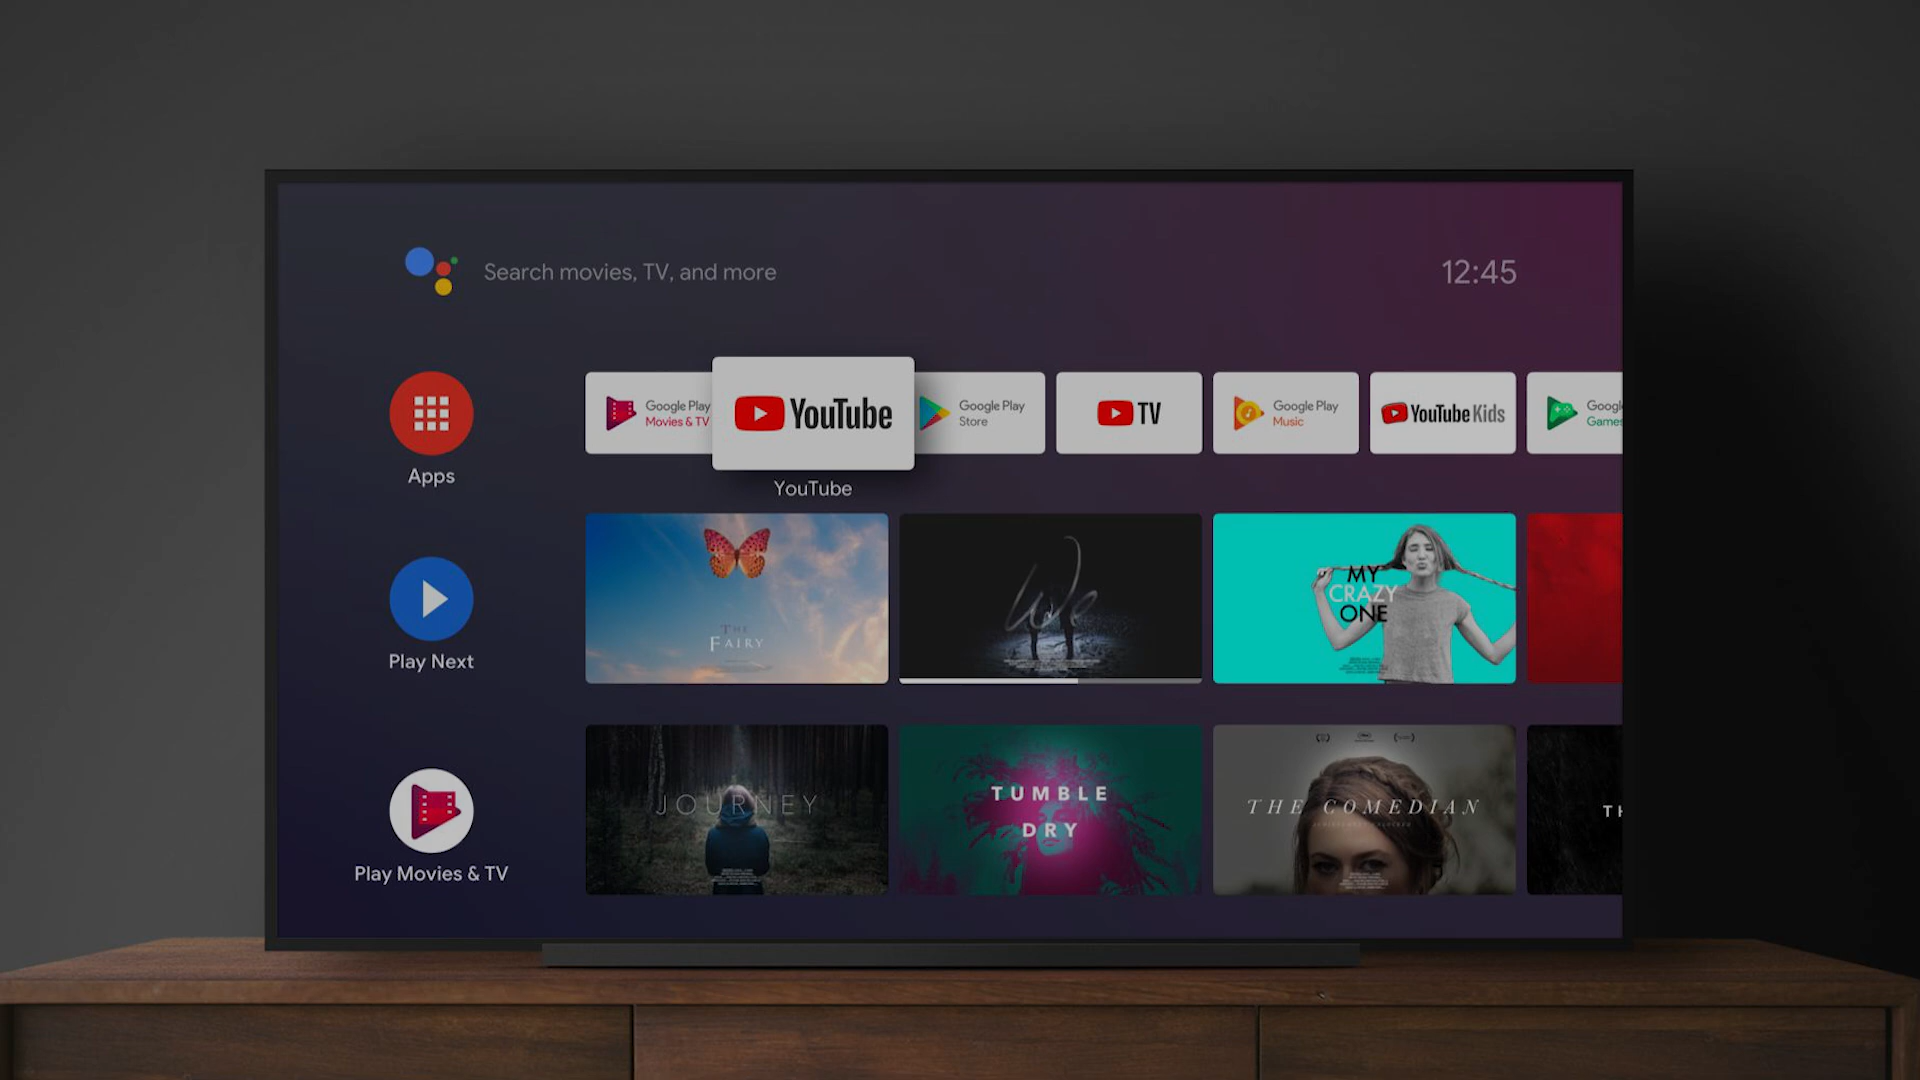 Search movies, TV, and more
12:45
Google Play
Movies & TV
YouTube
Google Play
Store
TV
Google Play
Music
YouTube Kids
Games
Apps
YouTube
THE
FAIRY
We
MY
CRAZY
ONE
Play Next
JOURNEY
TUMBLE
DRY
THE COMEDIAN
Play Movies & TV